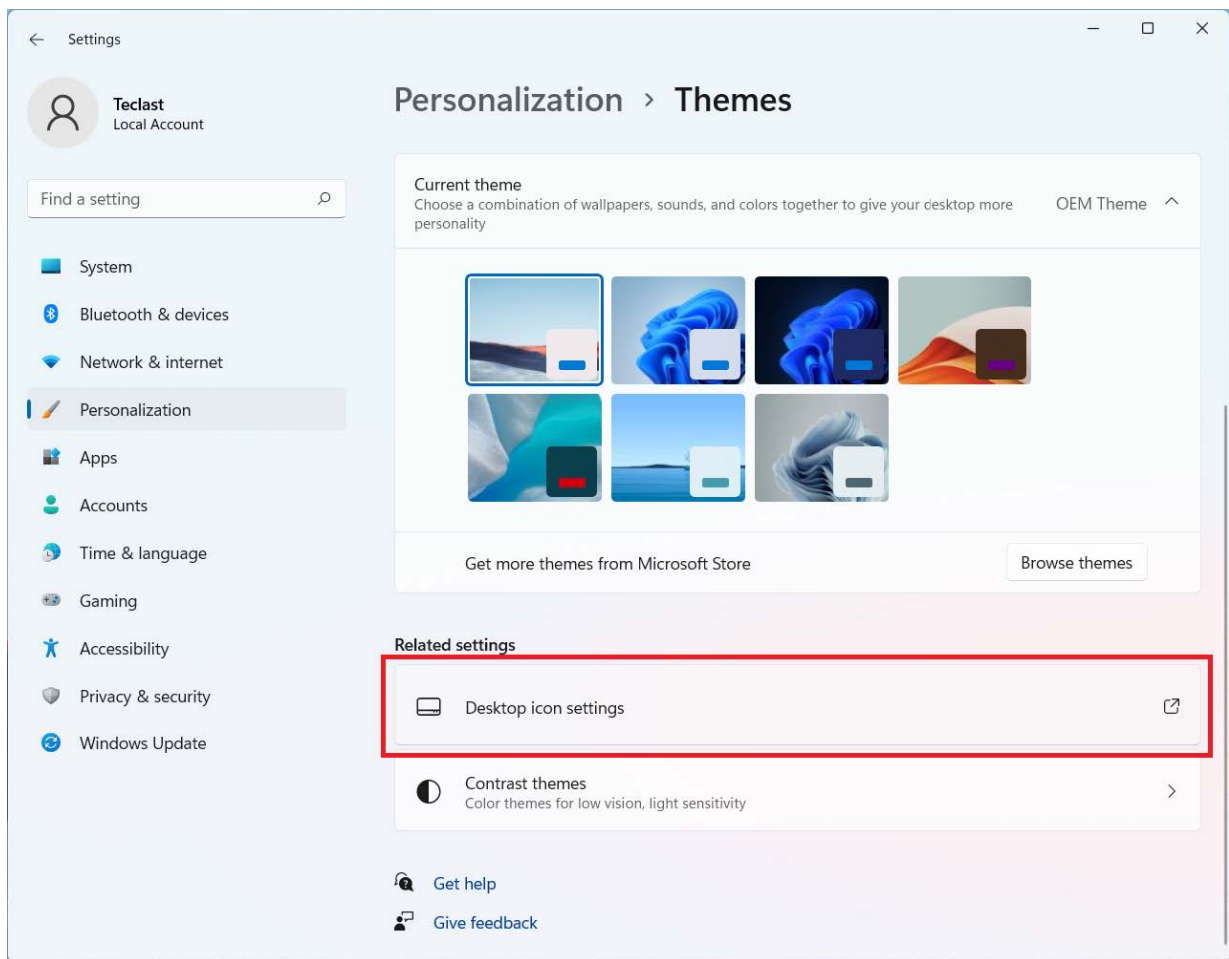 Settings
Teclast
Local Account
Find a setting
System
Bluetooth & devices
Network & internet
Personalization
Apps
Accounts
Time & language
Gaming
Accessibility
Privacy & security
Windows Update
Personalization > Themes
Current theme
Choose a combination of wallpapers, sounds, and colors together to give your desktop more
personality
OEM Theme
Get more themes from Microsoft Store
Browse themes
Related settings
Desktop icon settings
Contrast themes
Color themes for low vision, light sensitivity
Get help
Give feedback